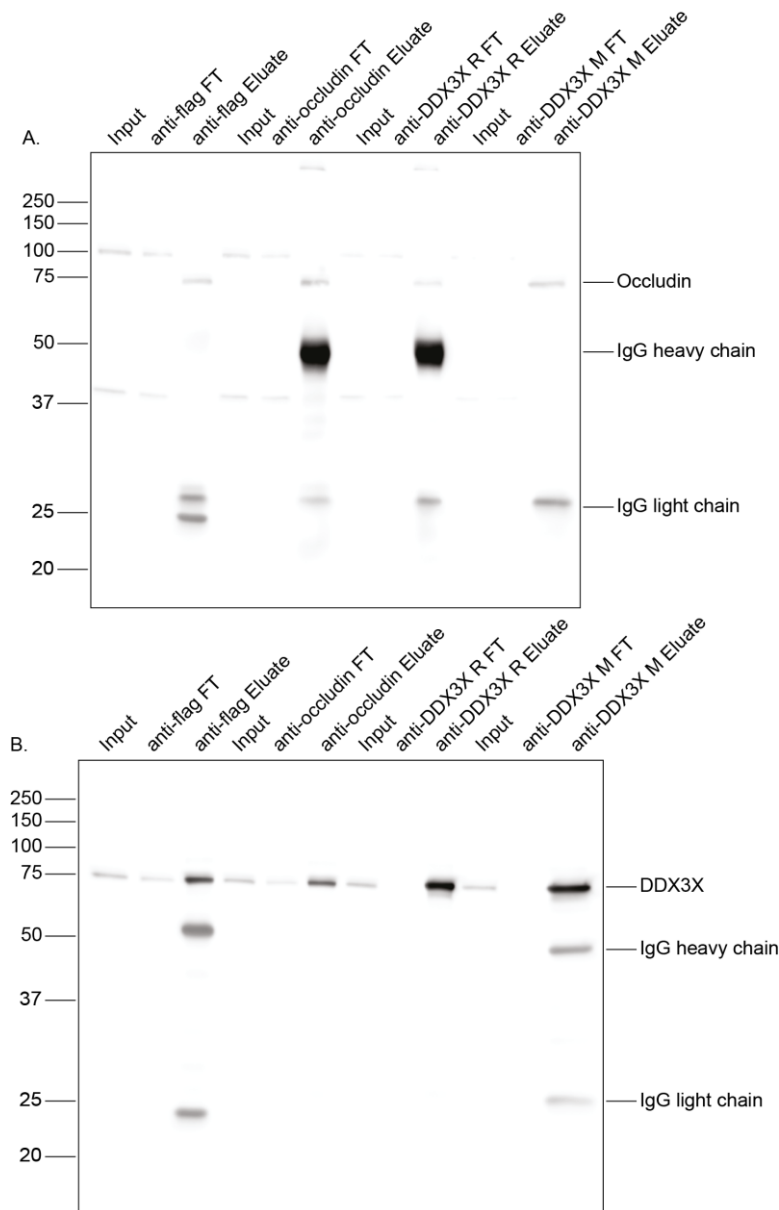 A.
Input
anti-flag FT
anti-flag Eluate
Input
anti-occludin FT
anti-occludin Eluate
Input
anti-DDX3X R FT
anti-DDX3X R Eluate
Input
anti-DDX3X M FT
anti-DDX3X M Eluate
250
150
100
75
50
37
25
20
Occludin
IgG heavy chain
IgG light chain
B.
Input
anti-flag FT
anti-flag Eluate
Input
anti-occludin FT
anti-occludin Eluate
Input
anti-DDX3X R FT
anti-DDX3X R Eluate
Input
anti-DDX3X M FT
anti-DDX3X M Eluate
250
150
100
75
50
37
25
20
DDX3X
IgG heavy chain
IgG light chain